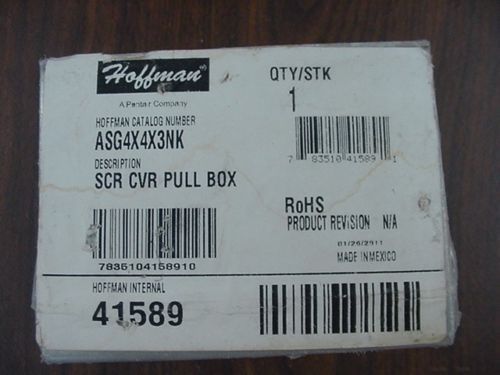 Hoffman®
A Pentair Company
HOFFMAN CATALOG NUMBER
ASG4X4X3NK
DESCRIPTION
SCR CVR PULL BOX
7835104158910
HOFFMAN INTERNAL
41589
QTY/STK
1
7 83510 41589 1
RoHS
PRODUCT REVISION N/A
01/26/2011
MADE IN MEXICO